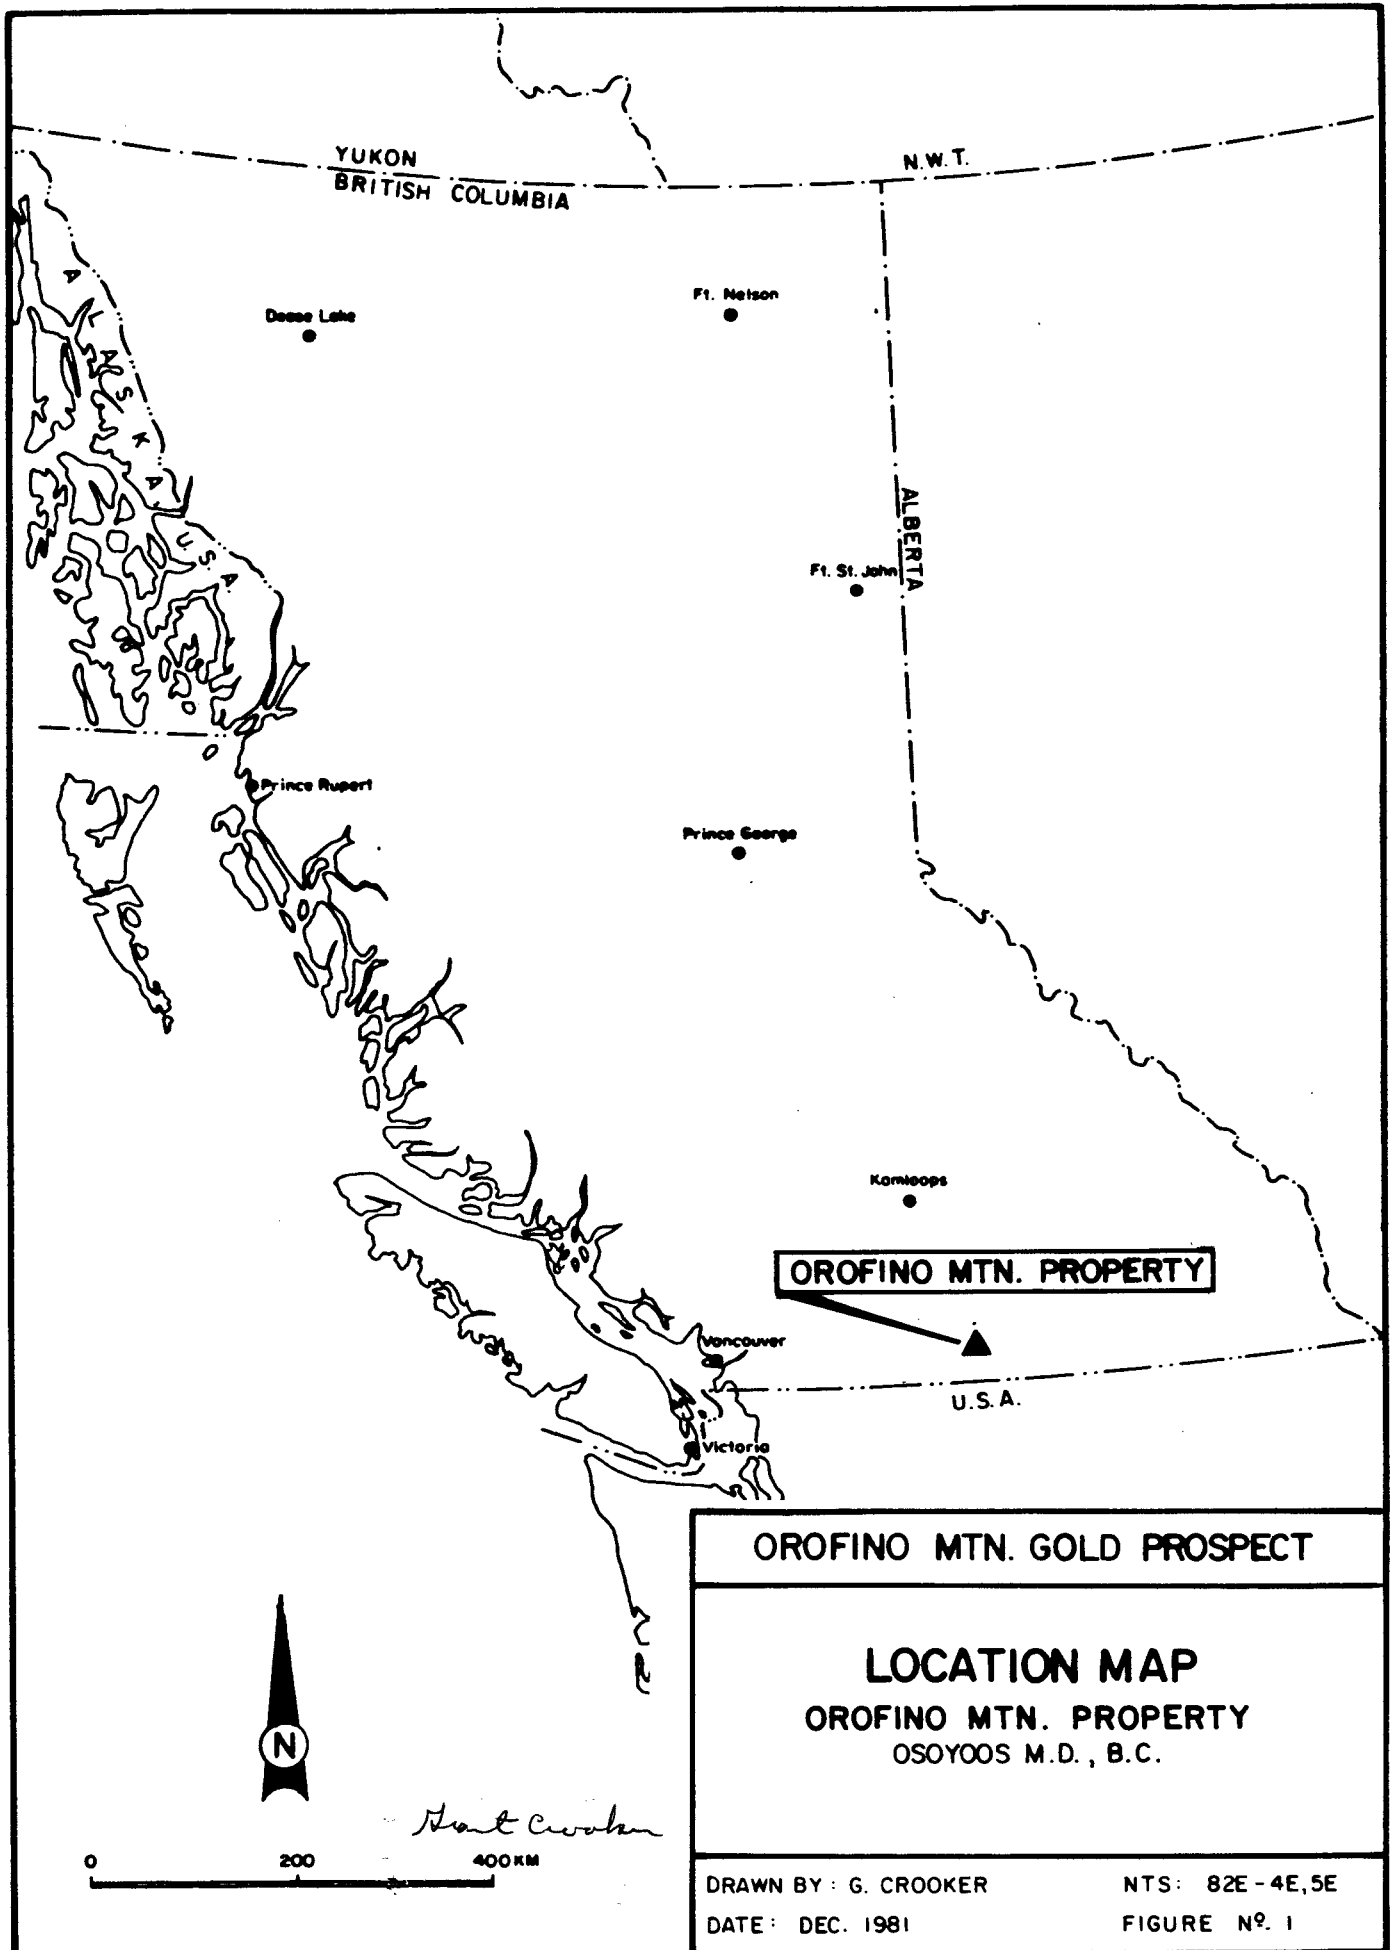 YUKON
BRITISH COLUMBIA
N.W.T.
ALASKA
U.S.A.
Dease Lake
Ft. Nelson
ALBERTA
Ft. St. John
Prince Rupert
Prince George
Kamloops
OROFINO MTN. PROPERTY
Vancouver
U.S.A.
Victoria
OROFINO MTN. GOLD PROSPECT
LOCATION MAP
OROFINO MTN. PROPERTY
OSOYOOS M.D., B.C.
N
Grant Crooker
0 200 400 KM
DRAWN BY : G. CROOKER NTS: 82E-4E,5E
DATE: DEC. 1981 FIGURE Nº. 1